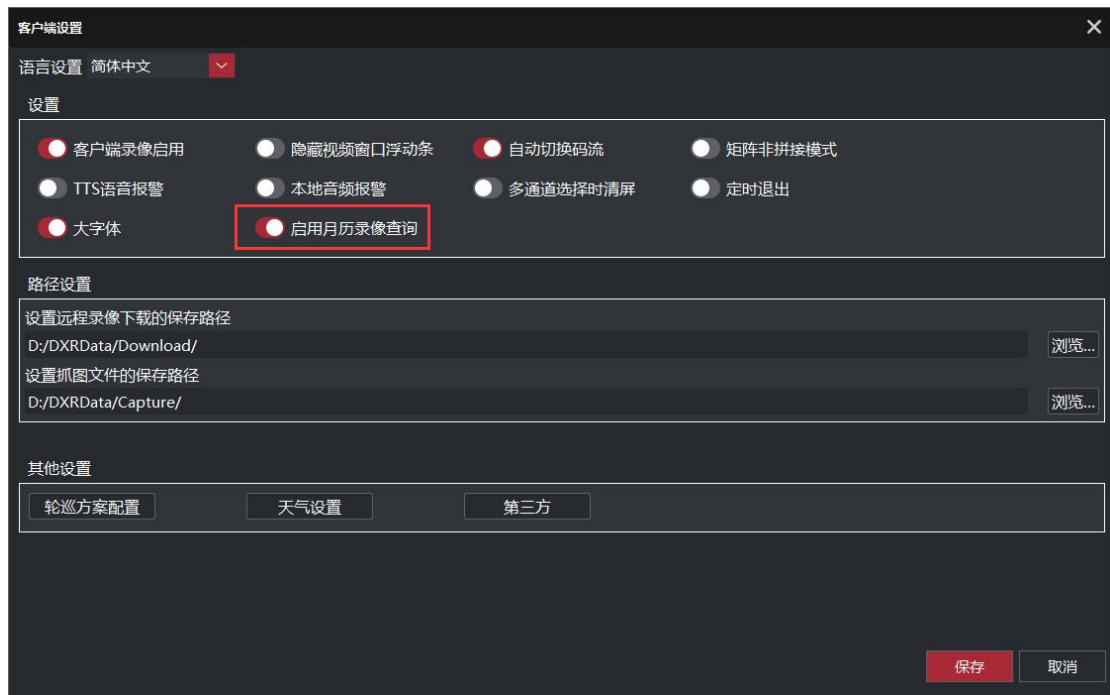 客户端设置
语言设置 简体中文
设置
客户端录像启用 隐藏视频窗口浮动条 自动切换码流 矩阵非拼接模式
TTS语音报警 本地音频报警 多通道选择时清屏 定时退出
大字体 启用月历录像查询
路径设置
设置远程录像下载的保存路径
D:/DXRData/Download/ 浏览...
设置抓图文件的保存路径
D:/DXRData/Capture/ 浏览...
其他设置
轮巡方案配置 天气设置 第三方
保存 取消